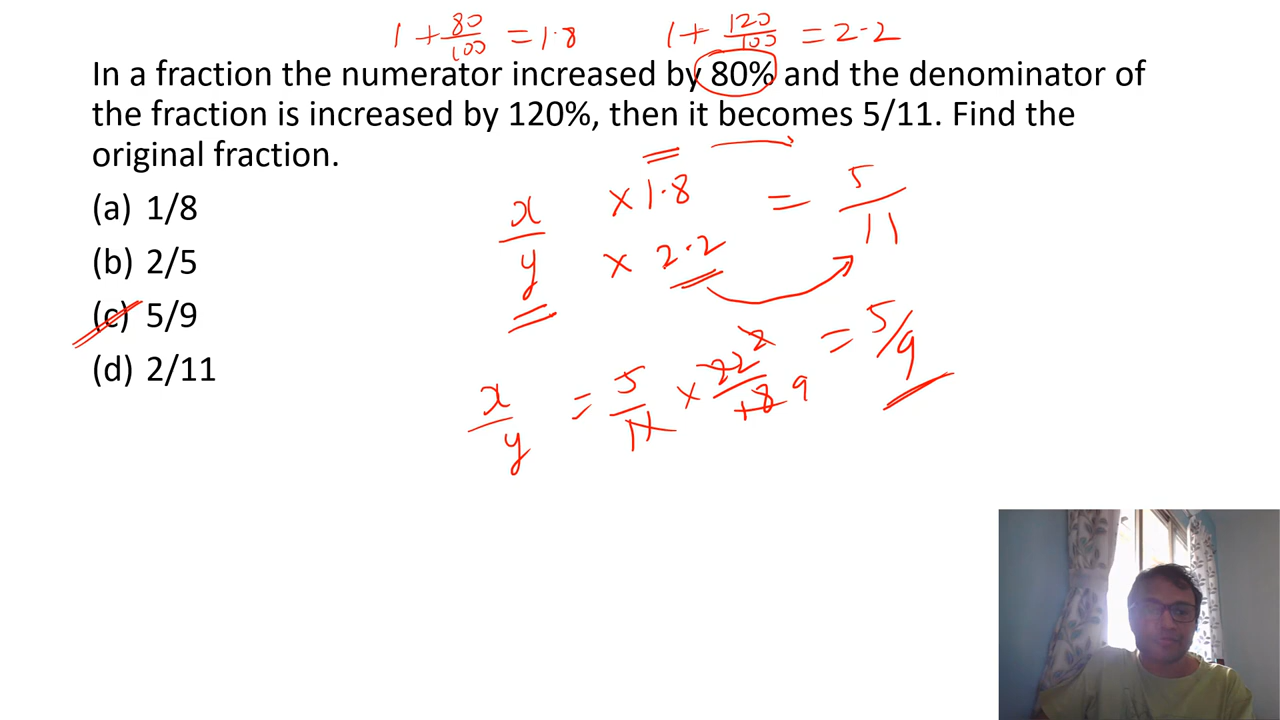 1 + 80/100 = 1.8    1 + 120/100 = 2.2
In a fraction the numerator increased by 80% and the denominator of
the fraction is increased by 120%, then it becomes 5/11. Find the
original fraction.
(a) 1/8
(b) 2/5
(c) 5/9
(d) 2/11
x/y × 1.8 / × 2.2 = 5/11
x/y = 5/11 × 22/18 2 9 = 5/9